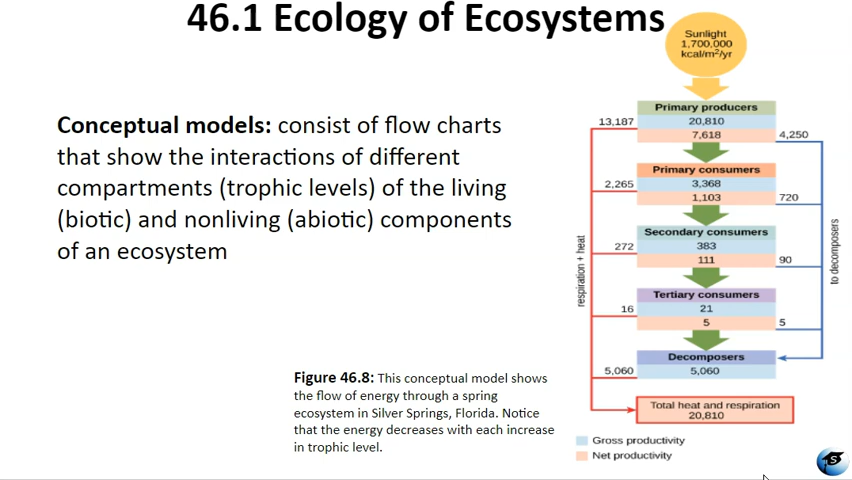 46.1 Ecology of Ecosystems
Conceptual models: consist of flow charts
that show the interactions of different
compartments (trophic levels) of the living
(biotic) and nonliving (abiotic) components
of an ecosystem
Figure 46.8: This conceptual model shows
the flow of energy through a spring
ecosystem in Silver Springs, Florida. Notice
that the energy decreases with each increase
in trophic level.
Sunlight
1,700,000
kcal/m²/yr
Primary producers
13,187
20,810
7,618
4,250
Primary consumers
2,265
3,368
1,103
720
Secondary consumers
272
383
111
90
Tertiary consumers
16
21
5
5
Decomposers
5,060
5,060
Total heat and respiration
20,810
respiration + heat
to decomposers
Gross productivity
Net productivity
S